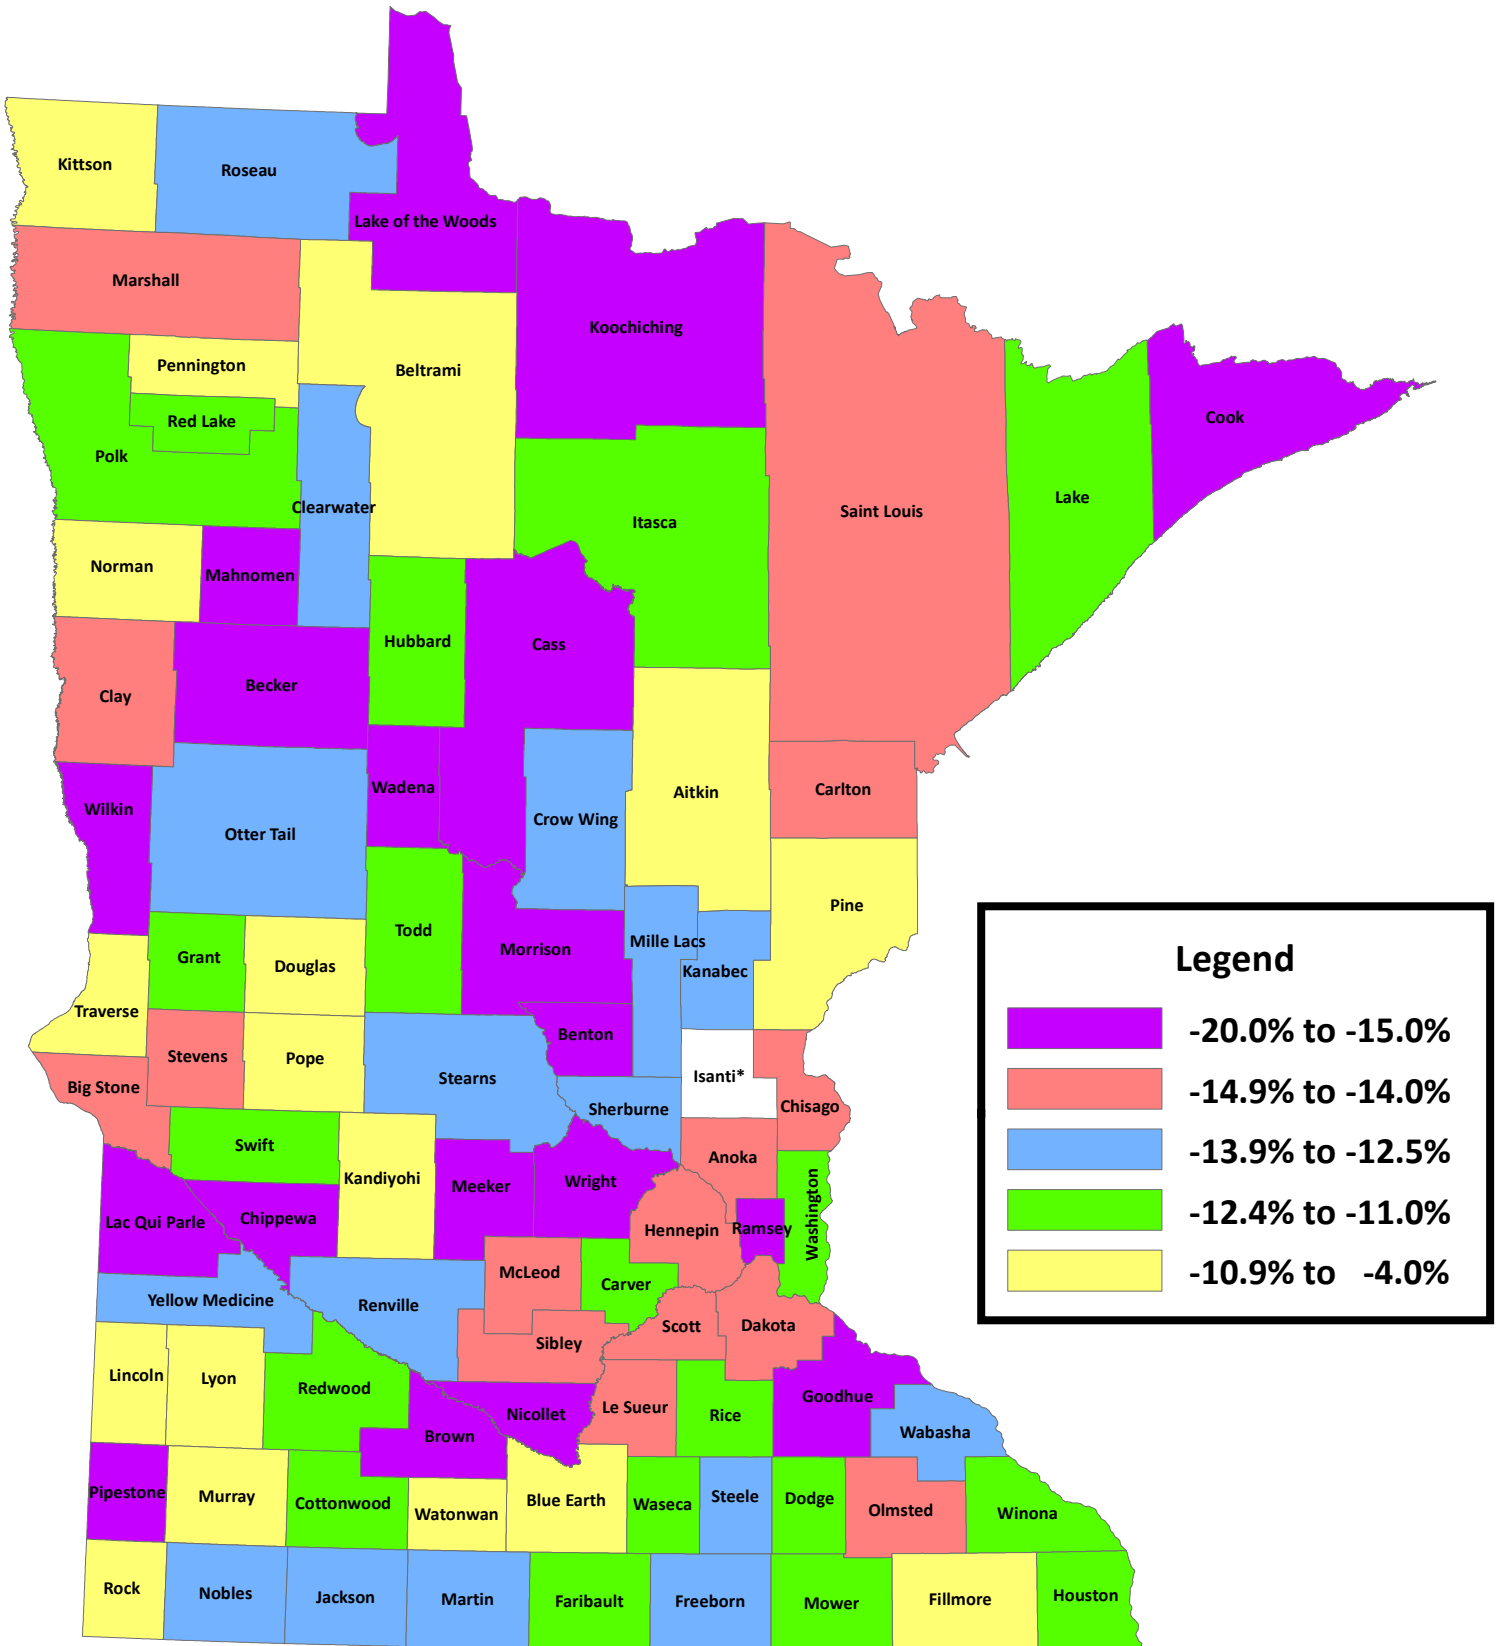 Kittson
Roseau
Lake of the Woods
Marshall
Koochiching
Pennington
Beltrami
Red Lake
Cook
Polk
Lake
Clearwater
Saint Louis
Itasca
Norman
Mahnomen
Hubbard
Cass
Becker
Clay
Wadena
Carlton
Aitkin
Wilkin
Crow Wing
Otter Tail
Pine
Todd
Mille Lacs
Morrison
Grant
Douglas
Kanabec
Traverse
Benton
Stevens
Pope
Isanti*
Stearns
Big Stone
Chisago
Sherburne
Swift
Anoka
Kandiyohi
Wright
Meeker
Washington
Chippewa
Lac Qui Parle
Ramsey
Hennepin
McLeod
Carver
Yellow Medicine
Renville
Dakota
Scott
Sibley
Lincoln
Lyon
Redwood
Goodhue
Le Sueur
Nicollet
Rice
Wabasha
Brown
Pipestone
Murray
Steele
Dodge
Blue Earth
Cottonwood
Waseca
Olmsted
Winona
Watonwan
Rock
Nobles
Houston
Jackson
Martin
Fillmore
Faribault
Freeborn
Mower
Legend
-20.0% to -15.0%
-14.9% to -14.0%
-13.9% to -12.5%
-12.4% to -11.0%
-10.9% to -4.0%